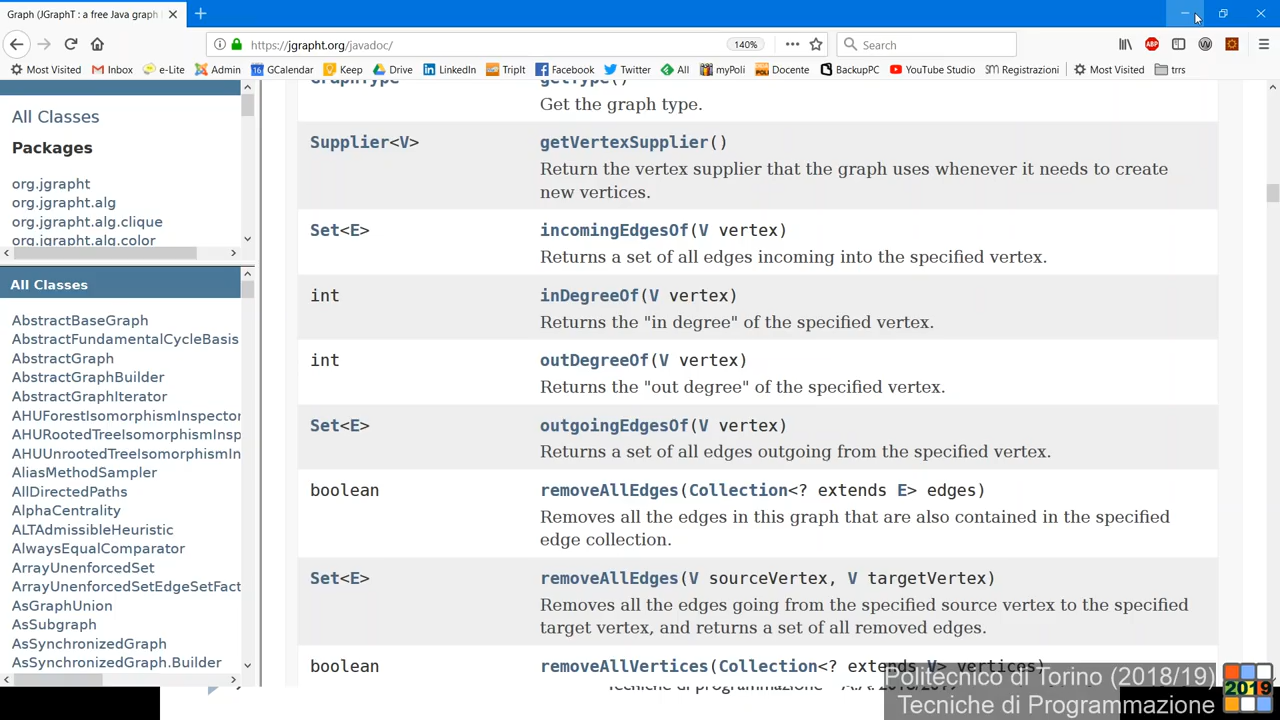 Graph (JGraphT : a free Java graph
https://jgrapht.org/javadoc/
140%
Search
Most Visited
Inbox
e-Lite
Admin
GCalendar
Keep
Drive
LinkedIn
TripIt
Facebook
Twitter
All
myPoli
Docente
BackupPC
YouTube Studio
Registrazioni
Most Visited
trrs
All Classes
Packages
org.jgrapht
org.jgrapht.alg
org.jgrapht.alg.clique
org.jgrapht.alg.color
All Classes
AbstractBaseGraph
AbstractFundamentalCycleBasis
AbstractGraph
AbstractGraphBuilder
AbstractGraphIterator
AHUForestIsomorphismInspector
AHURootedTreeIsomorphismInsp
AHUUnrootedTreeIsomorphismIn
AliasMethodSampler
AllDirectedPaths
AlphaCentrality
ALTAdmissibleHeuristic
AlwaysEqualComparator
ArrayUnenforcedSet
ArrayUnenforcedSetEdgeSetFact
AsGraphUnion
AsSubgraph
AsSynchronizedGraph
AsSynchronizedGraph.Builder
GraphType getType()
Get the graph type.
Supplier<V> getVertexSupplier()
Return the vertex supplier that the graph uses whenever it needs to create
new vertices.
Set<E> incomingEdgesOf(V vertex)
Returns a set of all edges incoming into the specified vertex.
int inDegreeOf(V vertex)
Returns the "in degree" of the specified vertex.
int outDegreeOf(V vertex)
Returns the "out degree" of the specified vertex.
Set<E> outgoingEdgesOf(V vertex)
Returns a set of all edges outgoing from the specified vertex.
boolean removeAllEdges(Collection<? extends E> edges)
Removes all the edges in this graph that are also contained in the specified
edge collection.
Set<E> removeAllEdges(V sourceVertex, V targetVertex)
Removes all the edges going from the specified source vertex to the specified
target vertex, and returns a set of all removed edges.
boolean removeAllVertices(Collection<? extends V> vertices)
Tecniche di programmazione A.A. 2018/2019
Politecnico di Torino (2018/19)
Tecniche di Programmazione
2019
ABP